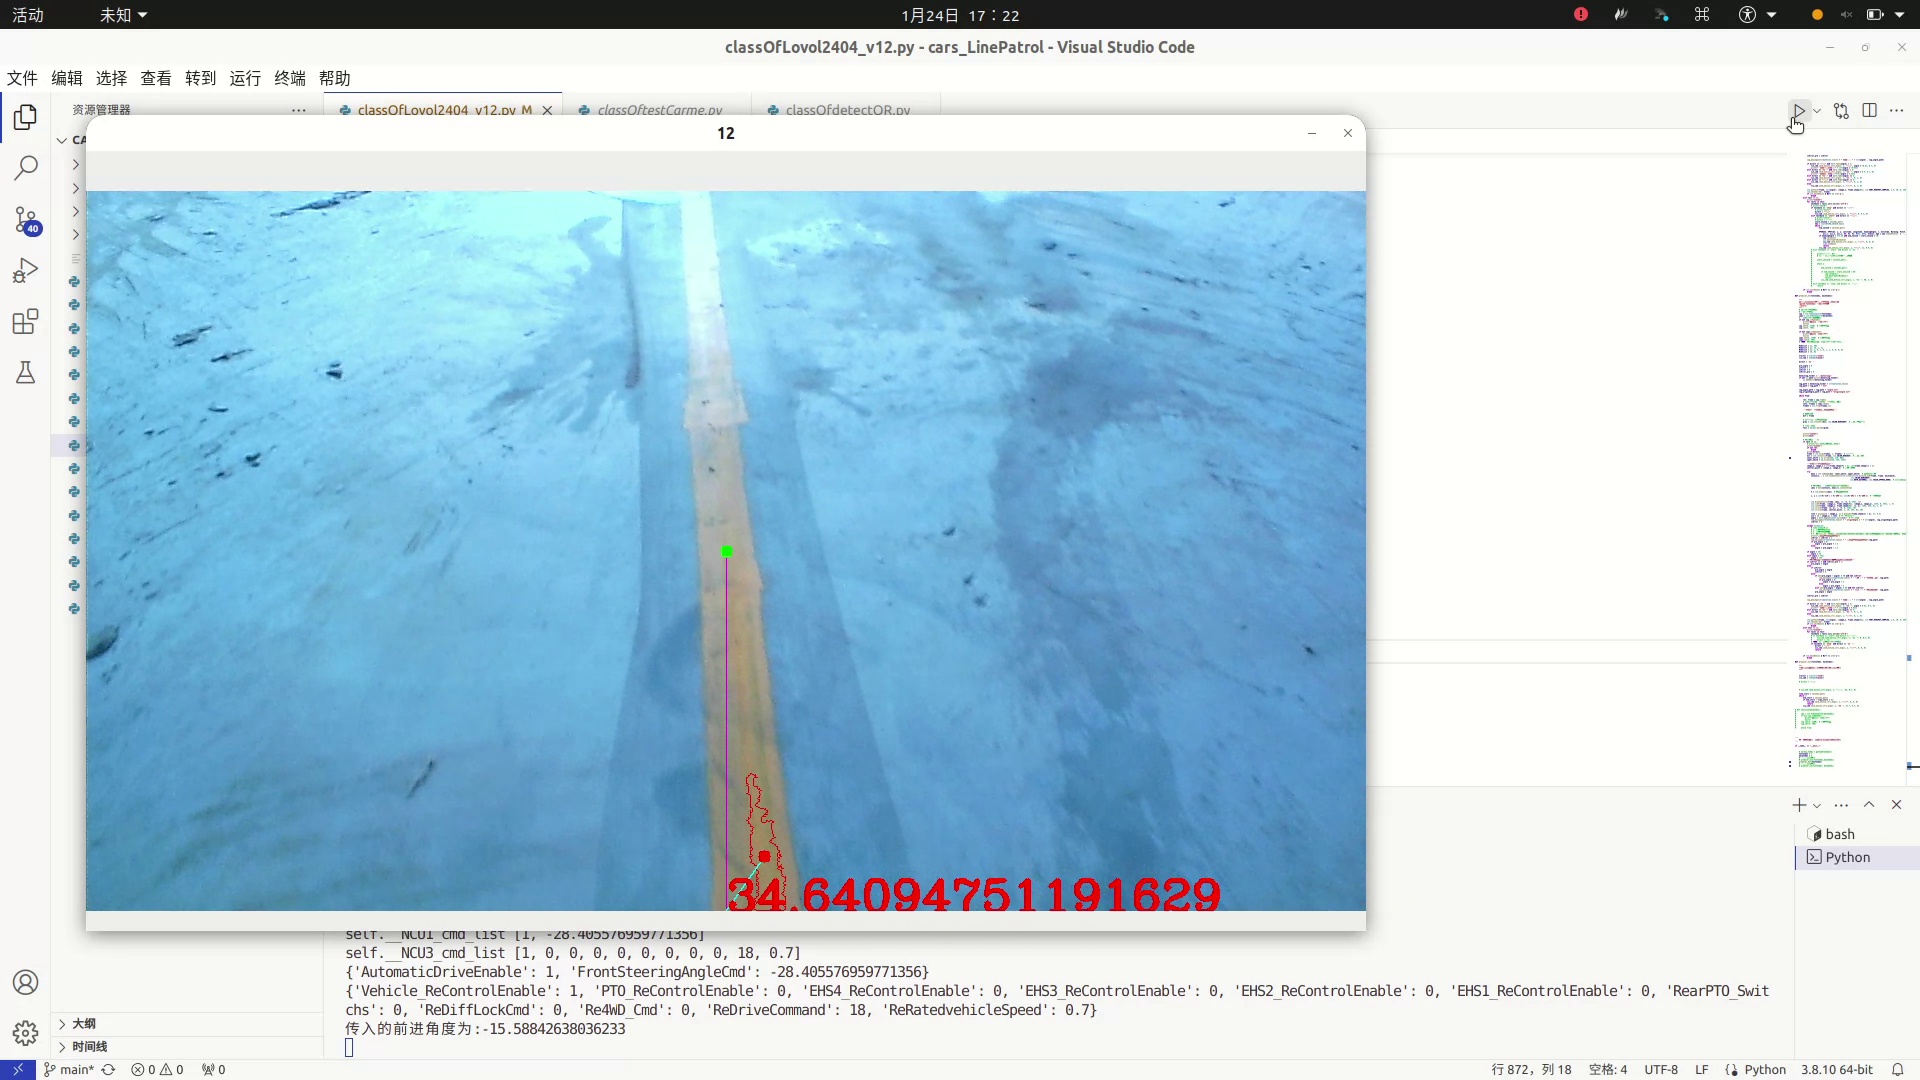 活动
未知
1月24日 17：22
classOfLovol2404_v12.py - cars_LinePatrol - Visual Studio Code
文件 编辑 选择 查看 转到 运行 终端 帮助
资源管理器
classOfLovol2404_v12.py M
classOftestCarme.py
classOfdetectQR.py
CA
12
40
34.64094751191629
bash
Python
self.__NCU1_cmd_list [1, -28.405576959771356]
self.__NCU3_cmd_list [1, 0, 0, 0, 0, 0, 0, 0, 0, 18, 0.7]
{'AutomaticDriveEnable': 1, 'FrontSteeringAngleCmd': -28.405576959771356}
{'Vehicle_ReControlEnable': 1, 'PTO_ReControlEnable': 0, 'EHS4_ReControlEnable': 0, 'EHS3_ReControlEnable': 0, 'EHS2_ReControlEnable': 0, 'EHS1_ReControlEnable': 0, 'RearPTO_Swit
chs': 0, 'ReDiffLockCmd': 0, 'Re4WD_Cmd': 0, 'ReDriveCommand': 18, 'ReRatedvehicleSpeed': 0.7}
传入的前进角度为:-15.58842638036233
大纲
时间线
main* 0 0 0
行 872，列 18 空格: 4 UTF-8 LF Python 3.8.10 64-bit